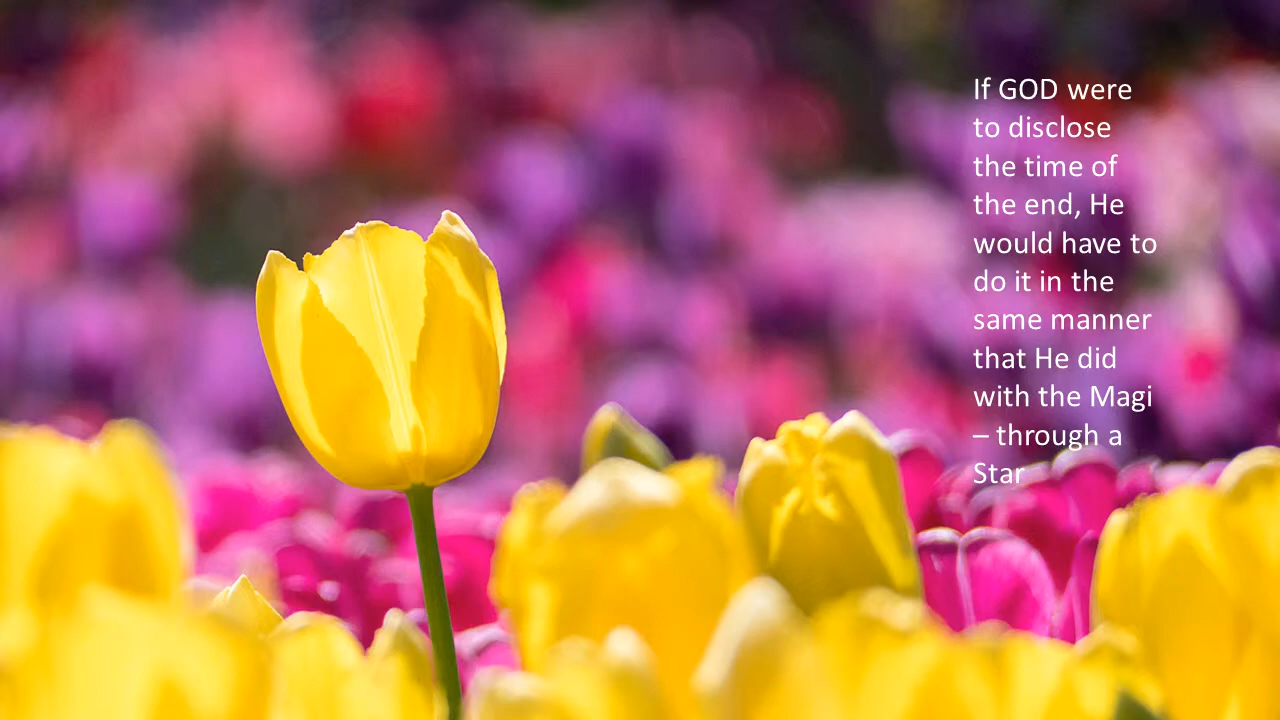 If GOD were
to disclose
the time of
the end, He
would have to
do it in the
same manner
that He did
with the Magi
– through a
Star